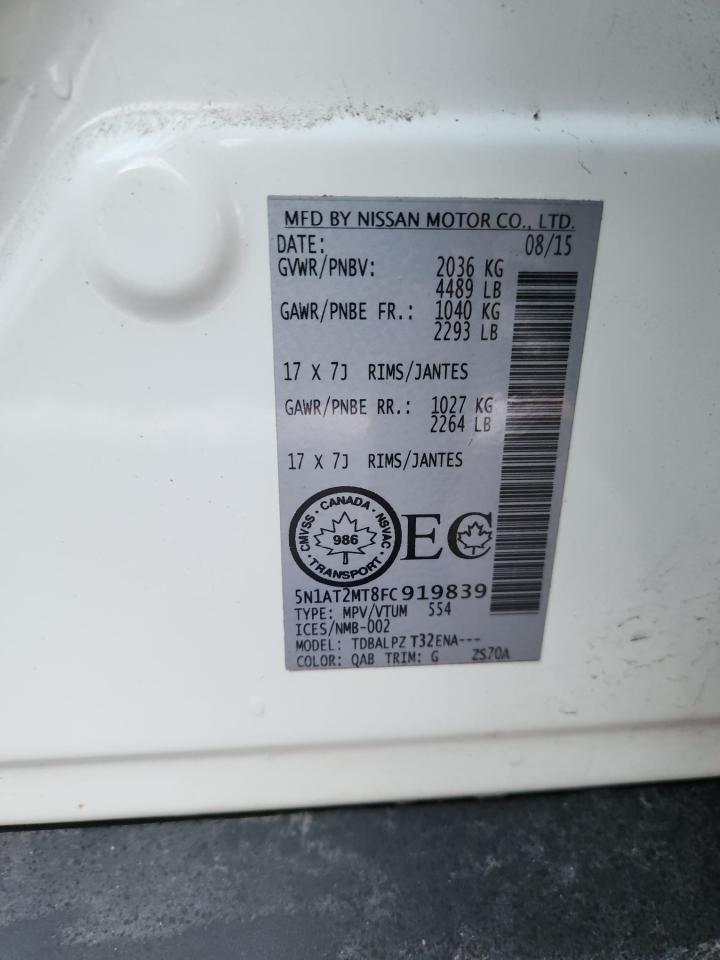 MFD BY NISSAN MOTOR CO., LTD.
DATE: 08/15
GVWR/PNBV: 2036 KG
4489 LB
GAWR/PNBE FR.: 1040 KG
2293 LB
17 X 7J RIMS/JANTES
GAWR/PNBE RR.: 1027 KG
2264 LB
17 X 7J RIMS/JANTES
CMVSS · CANADA · NSVAC · TRANSPORT ·
986
EC
5N1AT2MT8FC919839
TYPE: MPV/VTUM 554
ICES/NMB-002
MODEL: TDBALPZ T32ENA---
COLOR: QAB TRIM: G ZS70A